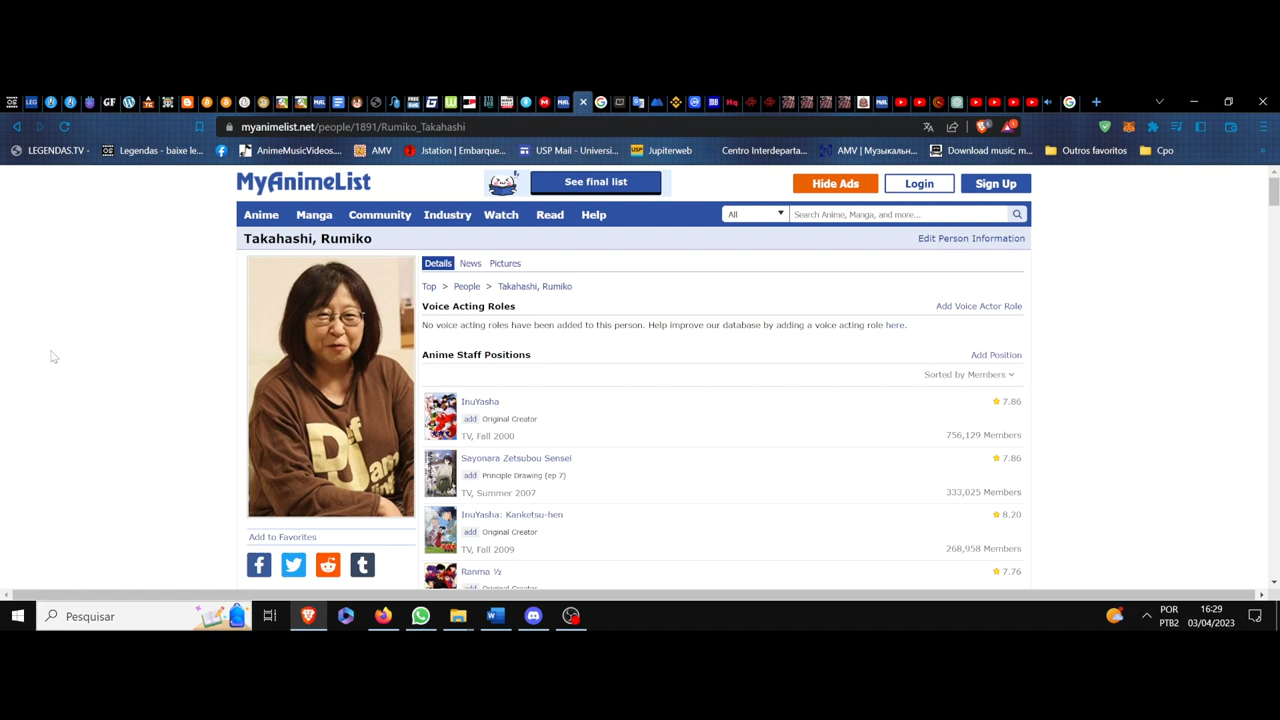 myanimelist.net/people/1891/Rumiko_Takahashi
LEGENDAS.TV - Legendas - baixe le... AnimeMusicVideos.... AMV Jstation | Embarque... USP Mail - Universi... Jupiterweb Centro Interdeparta... AMV | Музыкальн... Download music, m... Outros favoritos Cpo
MyAnimeList
See final list
Hide Ads Login Sign Up
Anime Manga Community Industry Watch Read Help All Search Anime, Manga, and more...
Takahashi, Rumiko Edit Person Information
Details News Pictures
Top > People > Takahashi, Rumiko
Voice Acting Roles Add Voice Actor Role
No voice acting roles have been added to this person. Help improve our database by adding a voice acting role here.
Anime Staff Positions Add Position
Sorted by Members
InuYasha 7.86
add Original Creator
TV, Fall 2000 756,129 Members
Sayonara Zetsubou Sensei 7.86
add Principle Drawing (ep 7)
TV, Summer 2007 333,025 Members
InuYasha: Kanketsu-hen 8.20
add Original Creator
TV, Fall 2009 268,958 Members
Ranma ½ 7.76
Add to Favorites
Pesquisar
POR 16:29
PTB2 03/04/2023